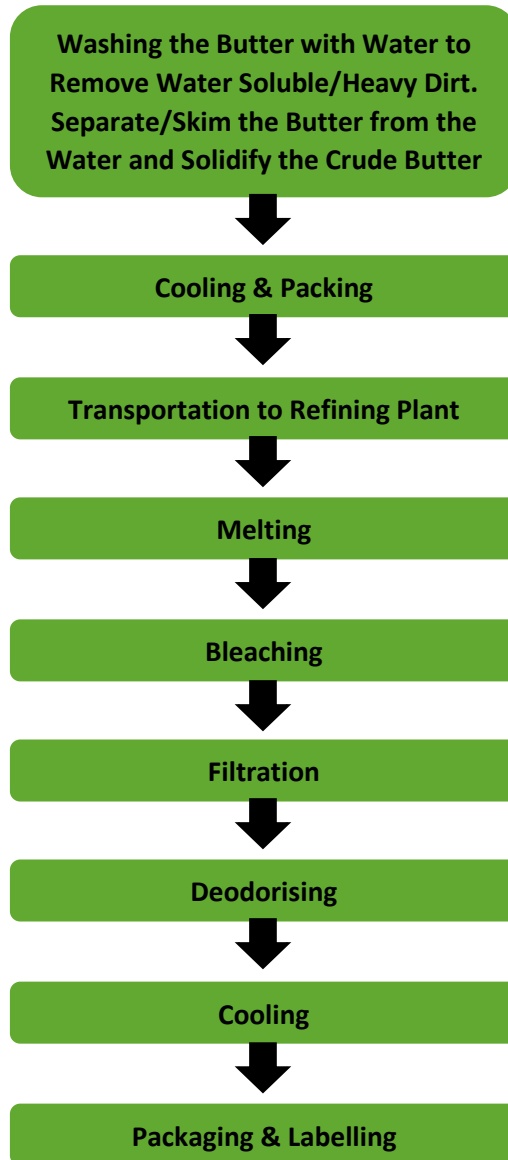 Washing the Butter with Water to
Remove Water Soluble/Heavy Dirt.
Separate/Skim the Butter from the
Water and Solidify the Crude Butter
Cooling & Packing
Transportation to Refining Plant
Melting
Bleaching
Filtration
Deodorising
Cooling
Packaging & Labelling